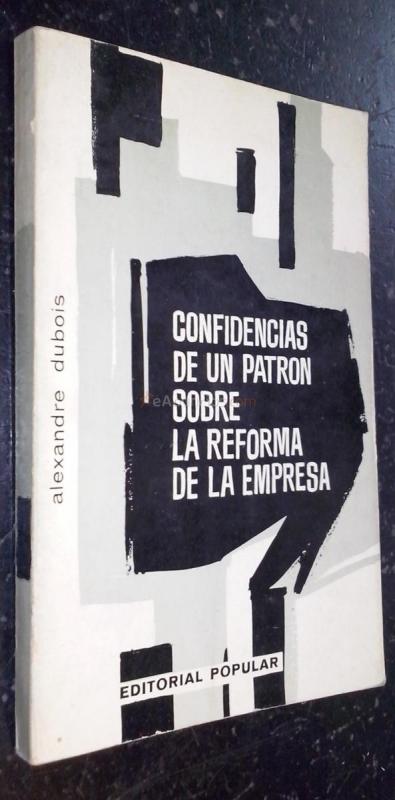 alexandre dubois
CONFIDENCIAS
DE UN PATRON
SOBRE
LA REFORMA
DE LA EMPRESA
EDITORIAL POPULAR